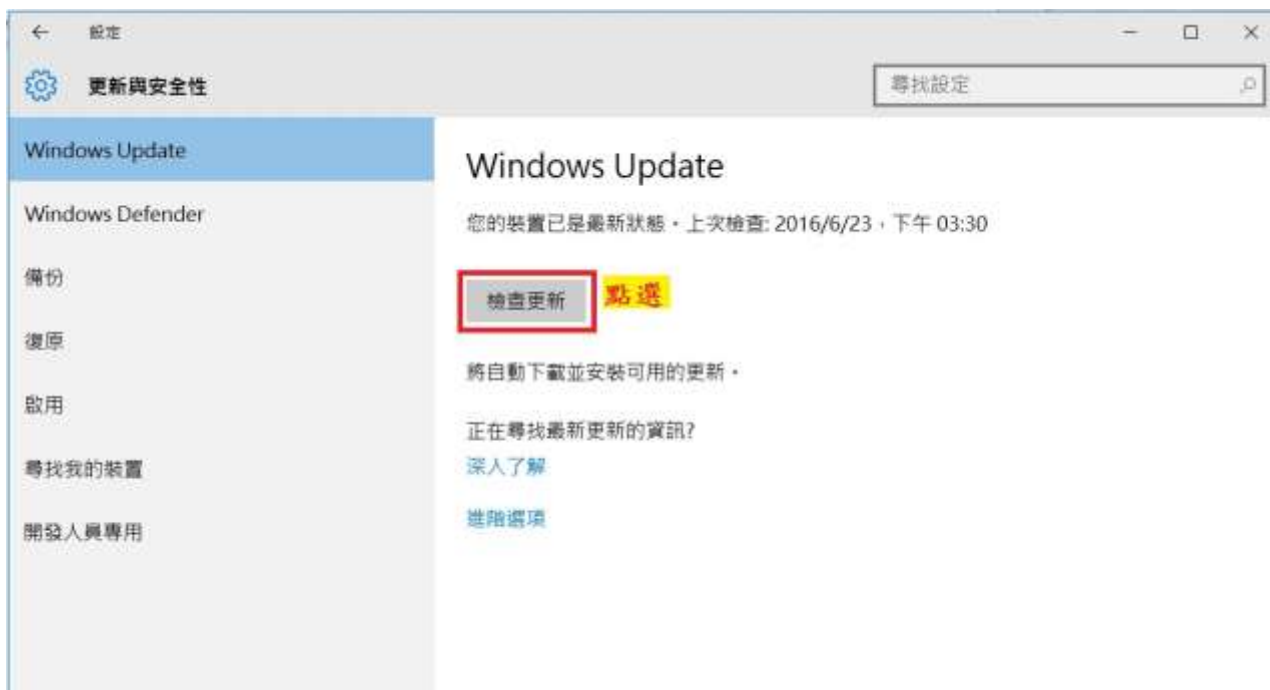 設定
更新與安全性
尋找設定
Windows Update
Windows Defender
備份
復原
啟用
尋找我的裝置
開發人員專用
Windows Update
您的裝置已是最新狀態。上次檢查: 2016/6/23，下午 03:30
檢查更新 點選
將自動下載並安裝可用的更新。
正在尋找最新更新的資訊?
深入了解
進階選項